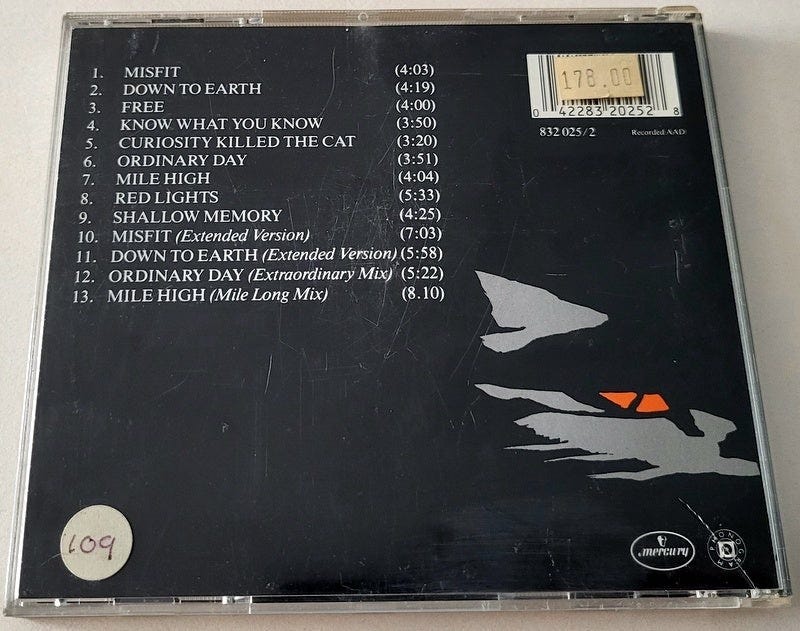 1. MISFIT (4:03)
2. DOWN TO EARTH (4:19)
3. FREE (4:00)
4. KNOW WHAT YOU KNOW (3:50)
5. CURIOSITY KILLED THE CAT (3:20)
6. ORDINARY DAY (3:51)
7. MILE HIGH (4:04)
8. RED LIGHTS (5:33)
9. SHALLOW MEMORY (4:25)
10. MISFIT (Extended Version) (7:03)
11. DOWN TO EARTH (Extended Version) (5:58)
12. ORDINARY DAY (Extraordinary Mix) (5:22)
13. MILE HIGH (Mile Long Mix) (8.10)
178.00
0 42283 20252 8
832 025/2 Recorded AAD
109
mercury
PHONOGRAM